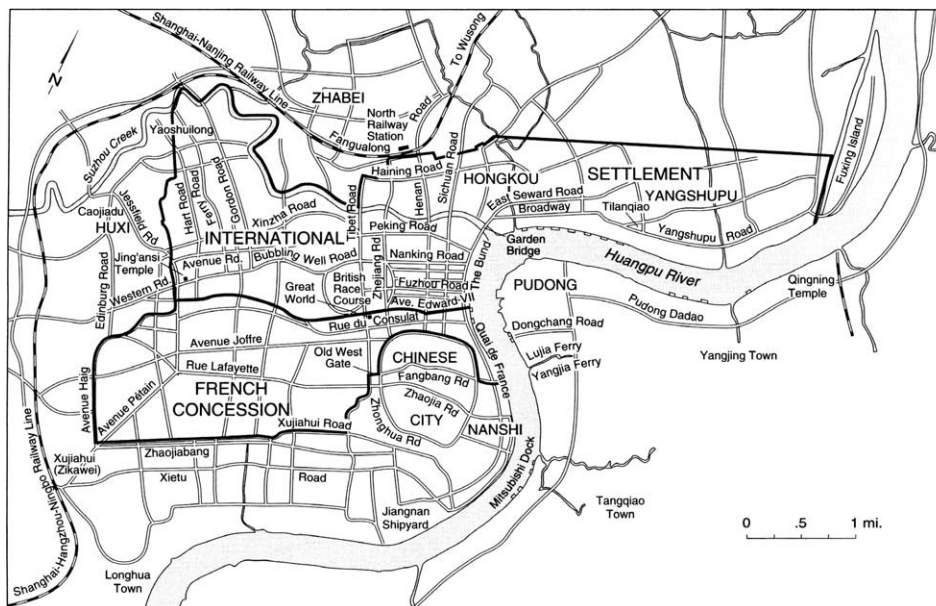 Shanghai-Nanjing Railway Line
To Wusong
N
ZHABEI
North
Railway
Station
Road
Fangualong
Suzhou Creek
Yaoshuilong
Haining Road
HONGKOU
SETTLEMENT
YANGSHUPU
Fuxing Island
East Seward Road
Broadway
Tilanqiao
Yangshupu Road
Jessfield Rd
Hart Road
Ferry Road
Gordon Road
Xinzha Road
Tibet Road
Henan
Sichuan Road
Caojiadu
HUXI
INTERNATIONAL
Peking Road
Zhejiang Rd
Nanking Road
Garden
Bridge
The Bund
Huangpu River
Jing'ansi
Temple
Avenue Rd.
Bubbling Well Road
Western Rd.
Edinburg Road
British
Race
Course
Great
World
Fuzhou Road
Ave. Edward VII
PUDONG
Qingning
Temple
Pudong Dadao
Rue du Consulat
Quai de France
Dongchang Road
Yangjing Town
Avenue Joffre
Old West
Gate
CHINESE
CITY
Lujia Ferry
Yangjia Ferry
Avenue Haig
Avenue Pétain
Rue Lafayette
Fangbang Rd
FRENCH
CONCESSION
Zhaojia Rd
Zhonghua Rd
NANSHI
Xujiahui Road
Xujiahui
(Zikawei)
Zhaojiabang
Xietu Road
Mitsubishi Dock
Jiangnan
Shipyard
Tangqiao
Town
0 .5 1 mi.
Longhua
Town
Shanghai-Hangzhou-Ningbo Railway Line